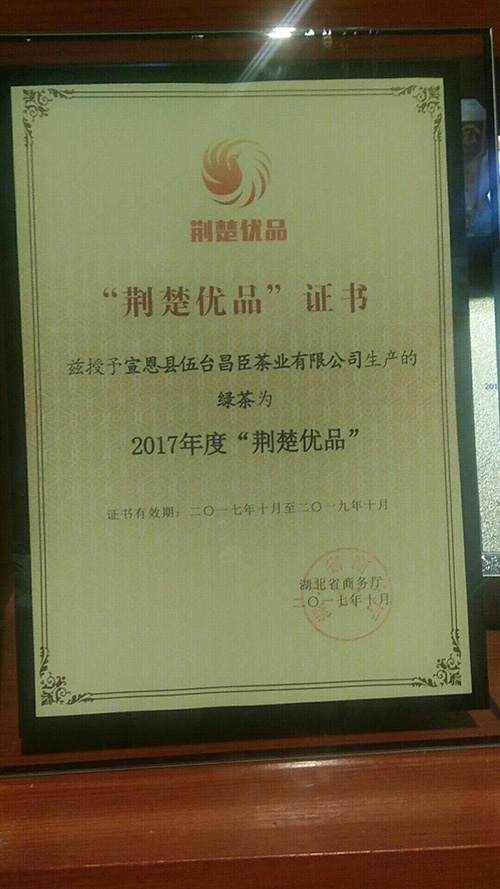 荆楚优品
“荆楚优品”证书
兹授予宣恩县伍台昌臣茶业有限公司生产的
绿茶为
2017年度“荆楚优品”
证书有效期：二〇一七年十月至二〇一九年十月
湖北省商务厅
二〇一七年十月